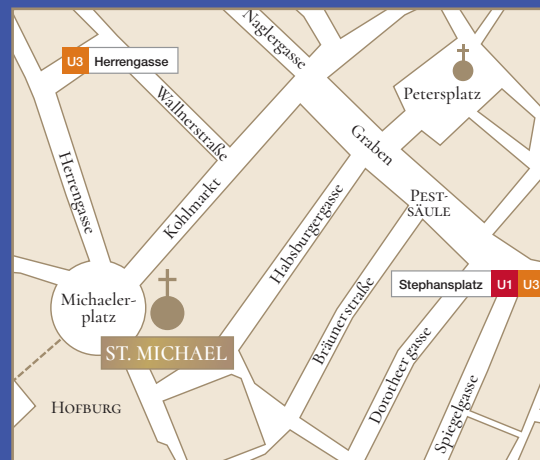 Naglergasse
U3 Herrengasse
Petersplatz
Wallnerstraße
Graben
Herrengasse
Kohlmarkt
PEST-
SÄULE
Habsburgergasse
Stephansplatz U1 U3
Michaeler-
platz
Bräunerstraße
ST. MICHAEL
Dorotheergasse
Spiegelgasse
HOFBURG